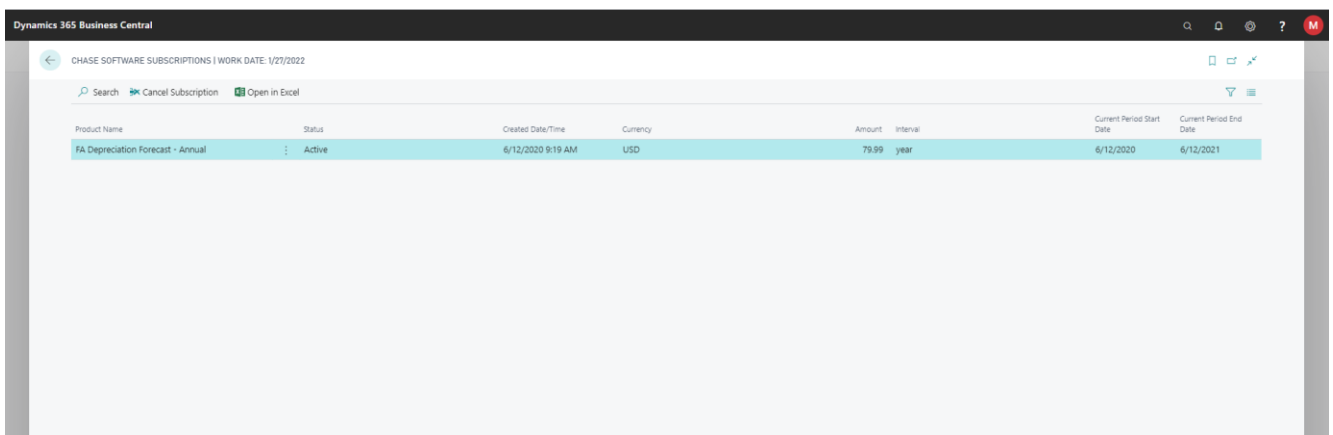 Dynamics 365 Business Central
? M
CHASE SOFTWARE SUBSCRIPTIONS | WORK DATE: 1/27/2022
Search Cancel Subscription Open in Excel
Product Name Status Created Date/Time Currency Amount Interval Current Period Start Date Current Period End Date
FA Depreciation Forecast - Annual Active 6/12/2020 9:19 AM USD 79.99 year 6/12/2020 6/12/2021